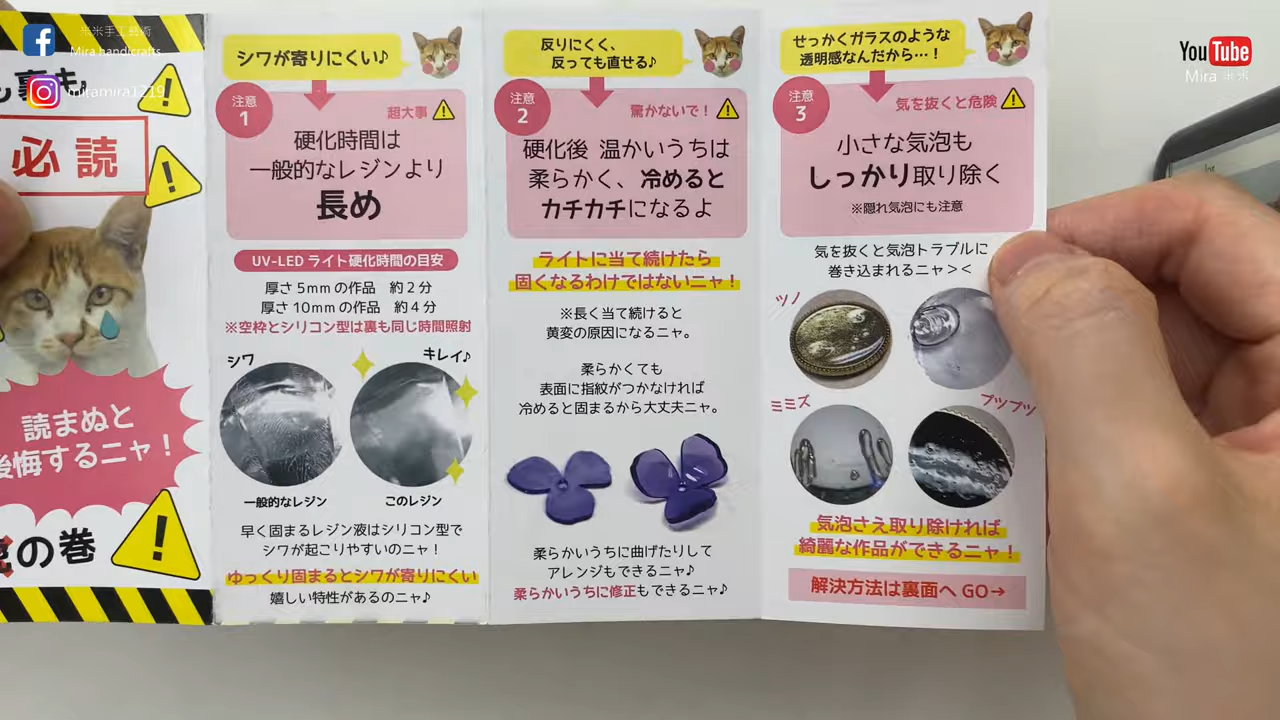 米米手工藝術
Mira handicrafts
miramira1219
YouTube
Mira 米米
必読
読まぬと
後悔するニャ！
の巻
シワが寄りにくい♪
注意
1
超大事
硬化時間は
一般的なレジンより
長め
UV-LED ライト硬化時間の目安
厚さ 5mm の作品 約 2 分
厚さ 10mm の作品 約 4 分
※空枠とシリコン型は裏も同じ時間照射
シワ
キレイ♪
一般的なレジン
このレジン
早く固まるレジン液はシリコン型で
シワが起こりやすいのニャ！
ゆっくり固まるとシワが寄りにくい
嬉しい特性があるのニャ♪
反りにくく、
反っても直せる♪
注意
2
驚かないで！
硬化後 温かいうちは
柔らかく、冷めると
カチカチになるよ
ライトに当て続けたら
固くなるわけではないニャ！
※長く当て続けると
黄変の原因になるニャ。
柔らかくても
表面に指紋がつかなければ
冷めると固まるから大丈夫ニャ。
柔らかいうちに曲げたりして
アレンジもできるニャ♪
柔らかいうちに修正もできるニャ♪
せっかくガラスのような
透明感なんだから…！
注意
3
気を抜くと危険
小さな気泡も
しっかり取り除く
※隠れ気泡にも注意
気を抜くと気泡トラブルに
巻き込まれるニャ＞＜
ツノ
ミミズ
ブツブツ
気泡さえ取り除ければ
綺麗な作品ができるニャ！
解決方法は裏面へ GO→